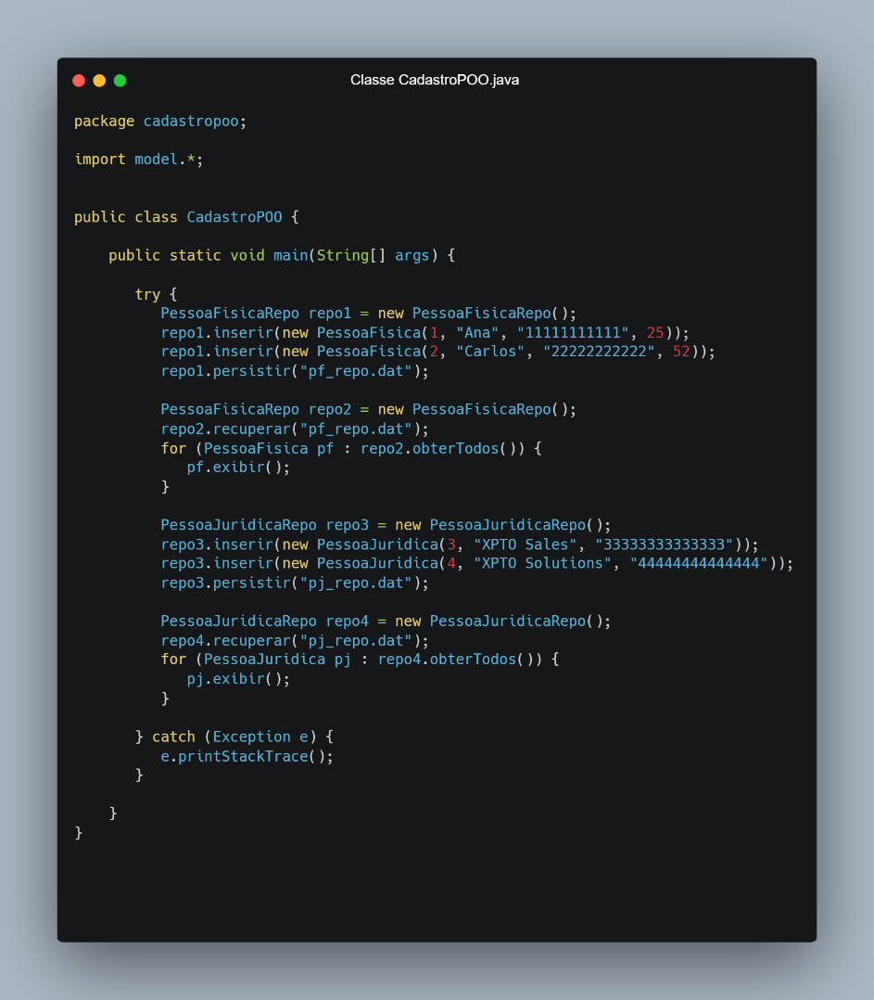 Classe CadastroPOO.java
package cadastropoo;
import model.*;
public class CadastroPOO {
    public static void main(String[] args) {
       try {
          PessoaFisicaRepo repo1 = new PessoaFisicaRepo();
          repo1.inserir(new PessoaFisica(1, "Ana", "11111111111", 25));
          repo1.inserir(new PessoaFisica(2, "Carlos", "22222222222", 52));
          repo1.persistir("pf_repo.dat");
          PessoaFisicaRepo repo2 = new PessoaFisicaRepo();
          repo2.recuperar("pf_repo.dat");
          for (PessoaFisica pf : repo2.obterTodos()) {
             pf.exibir();
          }
          PessoaJuridicaRepo repo3 = new PessoaJuridicaRepo();
          repo3.inserir(new PessoaJuridica(3, "XPTO Sales", "33333333333333"));
          repo3.inserir(new PessoaJuridica(4, "XPTO Solutions", "44444444444444"));
          repo3.persistir("pj_repo.dat");
          PessoaJuridicaRepo repo4 = new PessoaJuridicaRepo();
          repo4.recuperar("pj_repo.dat");
          for (PessoaJuridica pj : repo4.obterTodos()) {
             pj.exibir();
          }
       } catch (Exception e) {
          e.printStackTrace();
       }
    }
}